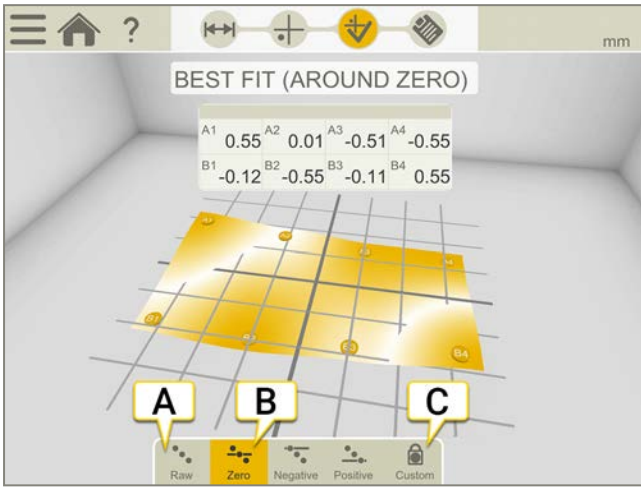 ?
mm
BEST FIT (AROUND ZERO)
A1 0.55 A2 0.01 A3 -0.51 A4 -0.55
B1 -0.12 B2 -0.55 B3 -0.11 B4 0.55
A1 A2 A3 A4
B1 B2 B3 B4
A B C
Raw Zero Negative Positive Custom